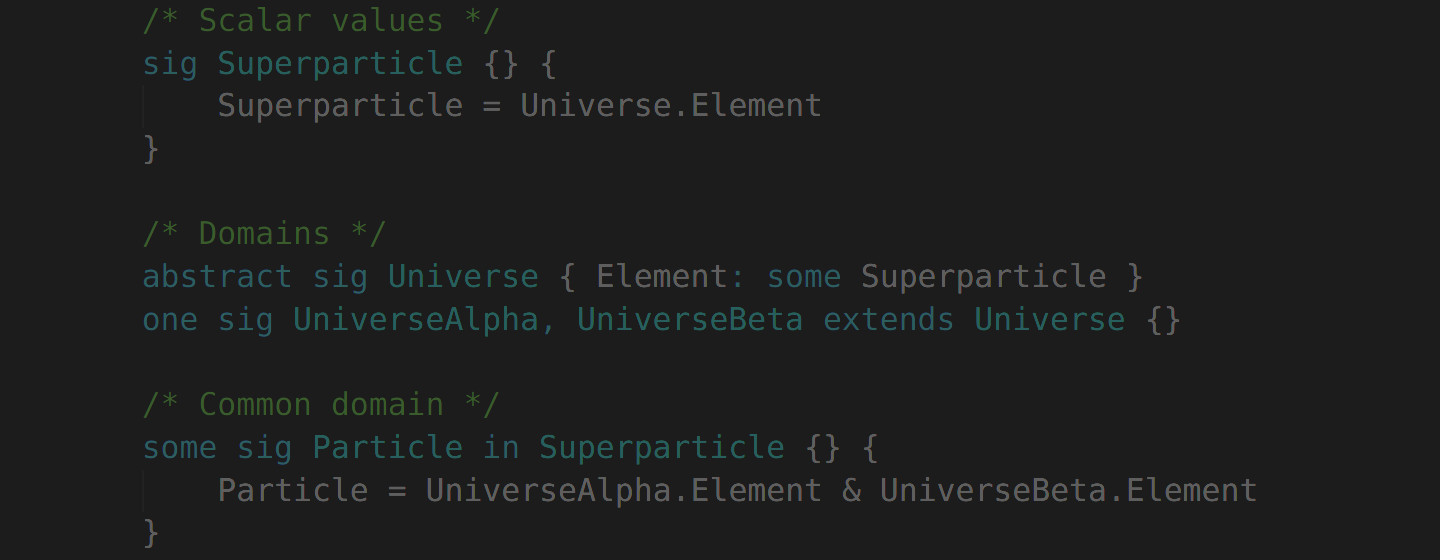 /* Scalar values */
sig Superparticle {} {
    Superparticle = Universe.Element
}

/* Domains */
abstract sig Universe { Element: some Superparticle }
one sig UniverseAlpha, UniverseBeta extends Universe {}

/* Common domain */
some sig Particle in Superparticle {} {
    Particle = UniverseAlpha.Element & UniverseBeta.Element
}